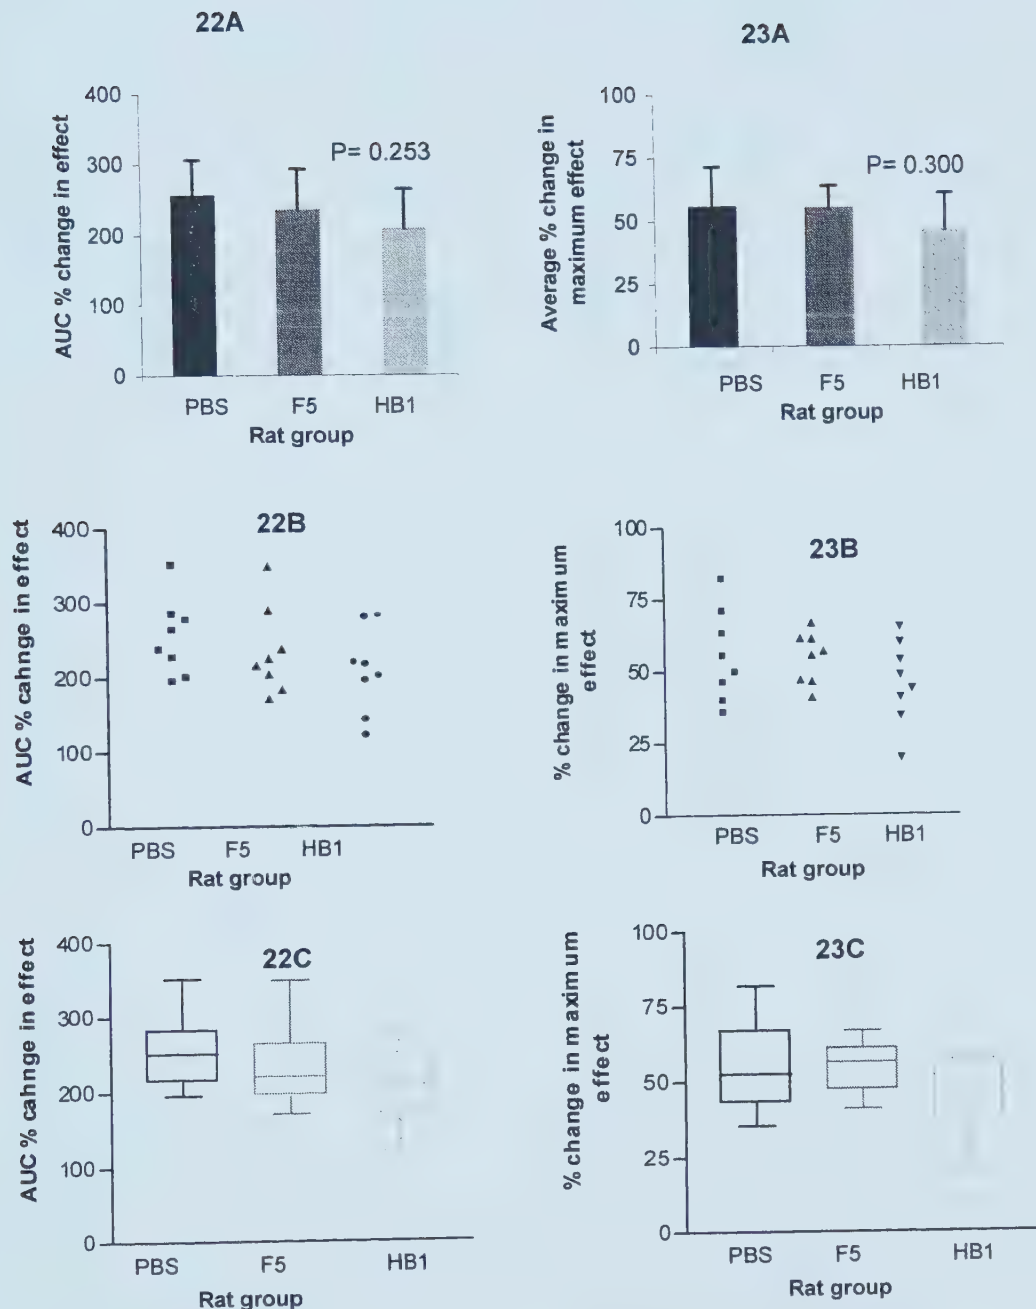 22A
AUC % change in effect
400
300
200
100
0
P= 0.253
PBS F5 HB1
Rat group
23A
Average % change in
maximum effect
100
75
50
25
0
P= 0.300
PBS F5 HB1
Rat group
22B
AUC % cahnge in effect
400
300
200
100
0
PBS F5 HB1
Rat group
23B
% change in maximum
effect
100
75
50
25
0
PBS F5 HB1
Rat group
22C
AUC % cahnge in effect
400
300
200
100
0
PBS F5 HB1
Rat group
23C
% change in maximum
effect
100
75
50
25
0
PBS F5 HB1
Rat group